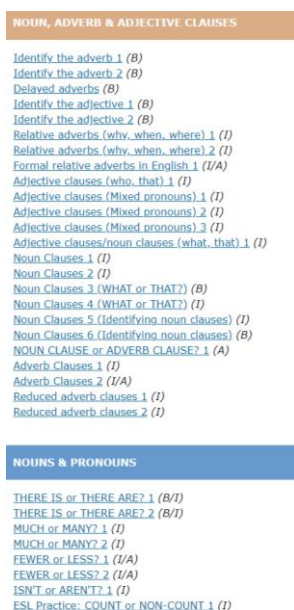 NOUN, ADVERB & ADJECTIVE CLAUSES
Identify the adverb 1 (B)
Identify the adverb 2 (B)
Delayed adverbs (B)
Identify the adjective 1 (B)
Identify the adjective 2 (B)
Relative adverbs (why, when, where) 1 (I)
Relative adverbs (why, when, where) 2 (I)
Formal relative adverbs in English 1 (I/A)
Adjective clauses (who, that) 1 (I)
Adjective clauses (Mixed pronouns) 1 (I)
Adjective clauses (Mixed pronouns) 2 (I)
Adjective clauses (Mixed pronouns) 3 (I)
Adjective clauses/noun clauses (what, that) 1 (I)
Noun Clauses 1 (I)
Noun Clauses 2 (I)
Noun Clauses 3 (WHAT or THAT?) (B)
Noun Clauses 4 (WHAT or THAT?) (I)
Noun Clauses 5 (Identifying noun clauses) (I)
Noun Clauses 6 (Identifying noun clauses) (B)
NOUN CLAUSE or ADVERB CLAUSE? 1 (A)
Adverb Clauses 1 (I)
Adverb Clauses 2 (I/A)
Reduced adverb clauses 1 (I)
Reduced adverb clauses 2 (I)
NOUNS & PRONOUNS
THERE IS or THERE ARE? 1 (B/I)
THERE IS or THERE ARE? 2 (B/I)
MUCH or MANY? 1 (I)
MUCH or MANY? 2 (I)
FEWER or LESS? 1 (I/A)
FEWER or LESS? 2 (I/A)
ISN'T or AREN'T? 1 (I)
ESL Practice: COUNT or NON-COUNT 1 (I)